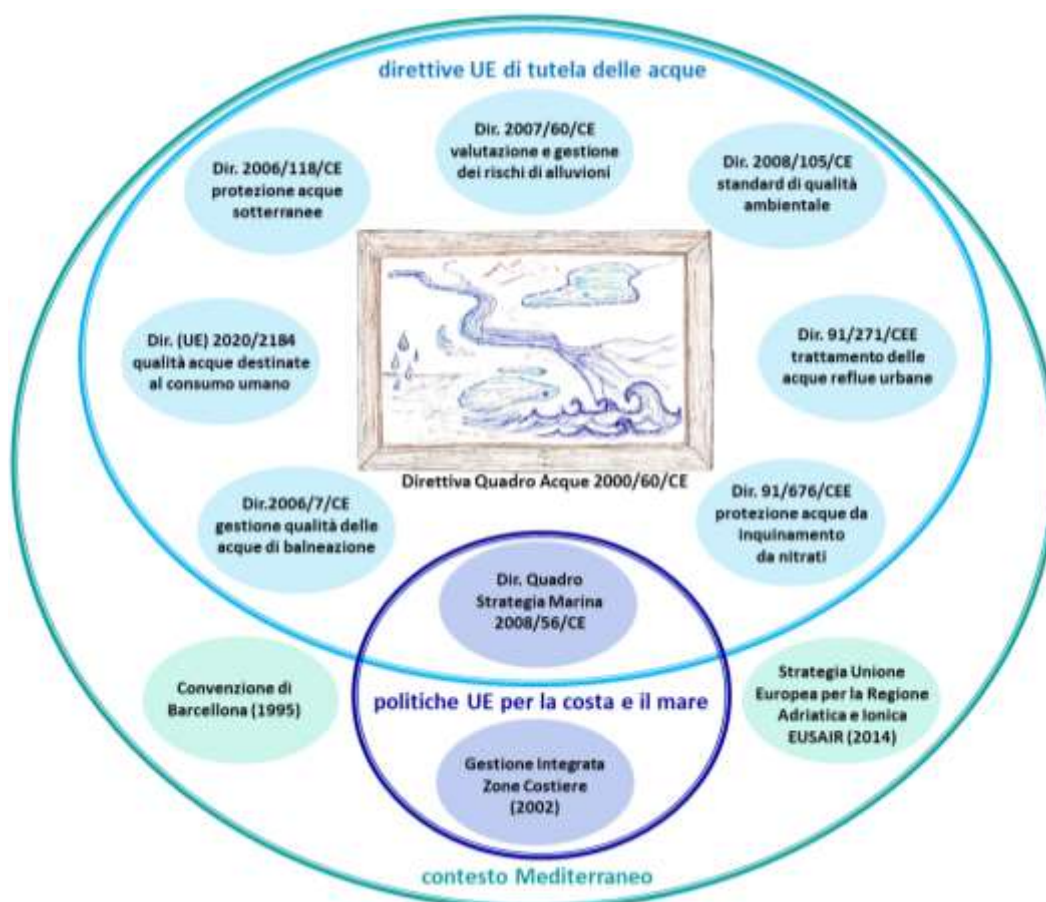 direttive UE di tutela delle acque
Dir. 2007/60/CE
valutazione e gestione
dei rischi di alluvioni
Dir. 2006/118/CE
protezione acque
sotterranee
Dir. 2008/105/CE
standard di qualità
ambientale
Dir. (UE) 2020/2184
qualità acque destinate
al consumo umano
Dir. 91/271/CEE
trattamento delle
acque reflue urbane
Direttiva Quadro Acque 2000/60/CE
Dir.2006/7/CE
gestione qualità delle
acque di balneazione
Dir. 91/676/CEE
protezione acque da
inquinamento
da nitrati
Dir. Quadro
Strategia Marina
2008/56/CE
Convenzione di
Barcellona (1995)
politiche UE per la costa e il mare
Strategia Unione
Europea per la Regione
Adriatica e Ionica
EUSAIR (2014)
Gestione Integrata
Zone Costiere
(2002)
contesto Mediterraneo